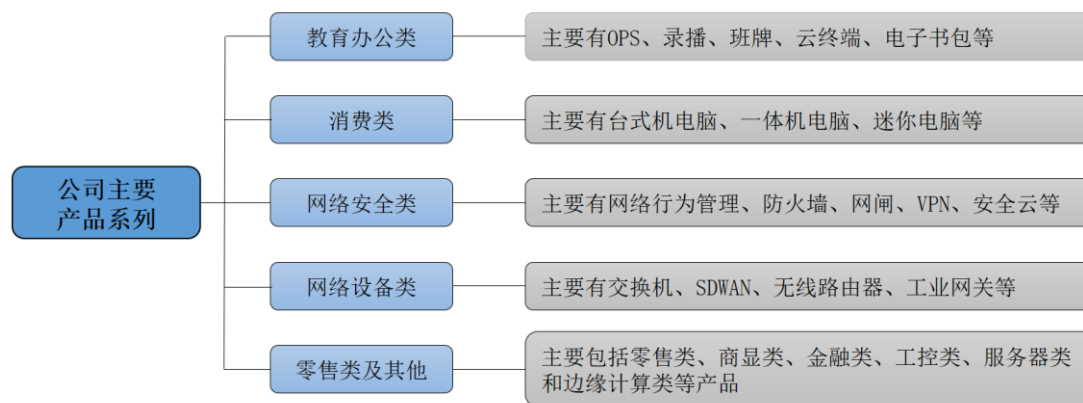 教育办公类
主要有OPS、录播、班牌、云终端、电子书包等
消费类
主要有台式机电脑、一体机电脑、迷你电脑等
公司主要
产品系列
网络安全类
主要有网络行为管理、防火墙、网闸、VPN、安全云等
网络设备类
主要有交换机、SDWAN、无线路由器、工业网关等
零售类及其他
主要包括零售类、商显类、金融类、工控类、服务器类
和边缘计算类等产品